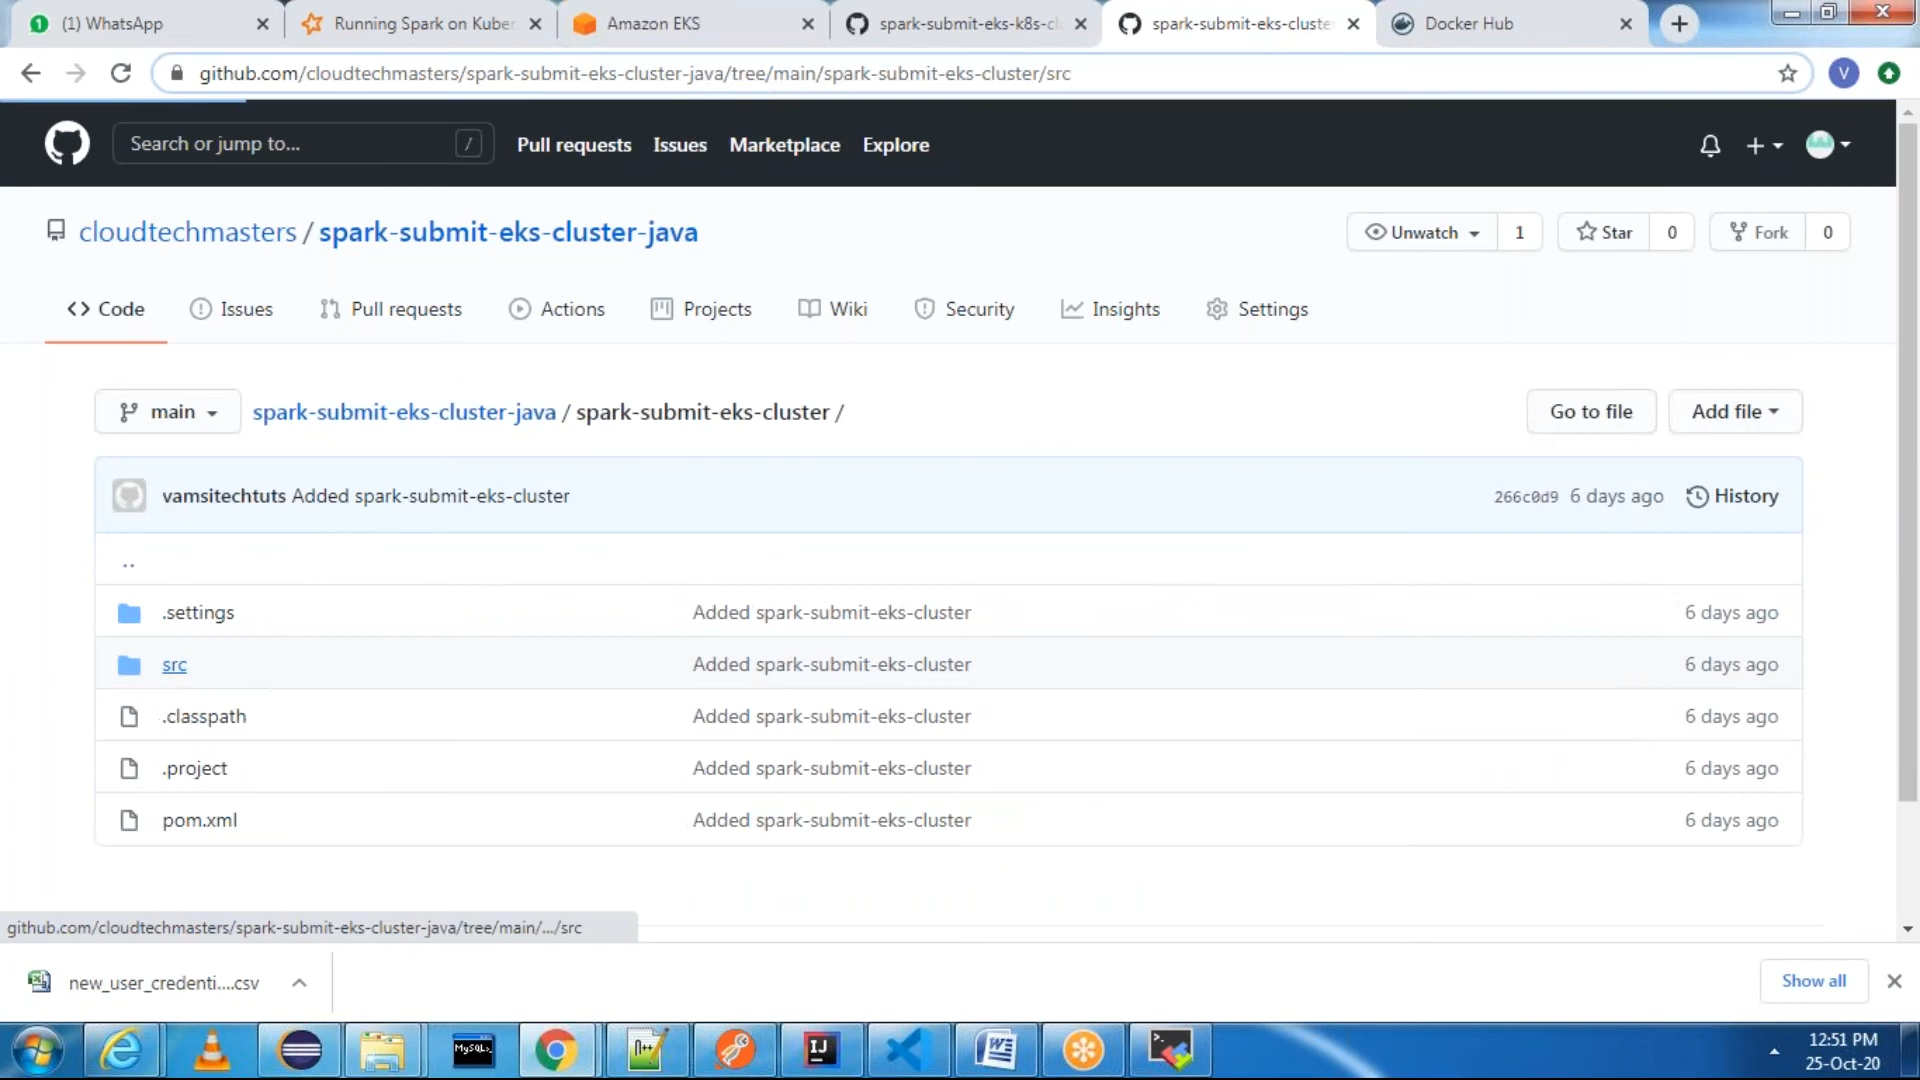 (1) WhatsApp
Running Spark on Kuber
Amazon EKS
spark-submit-eks-k8s-cl
spark-submit-eks-cluster
Docker Hub
github.com/cloudtechmasters/spark-submit-eks-cluster-java/tree/main/spark-submit-eks-cluster/src
V
Search or jump to...
/
Pull requests
Issues
Marketplace
Explore
cloudtechmasters / spark-submit-eks-cluster-java
Unwatch
1
Star
0
Fork
0
Code
Issues
Pull requests
Actions
Projects
Wiki
Security
Insights
Settings
main
spark-submit-eks-cluster-java / spark-submit-eks-cluster /
Go to file
Add file
vamsitechtuts Added spark-submit-eks-cluster
266c0d9 6 days ago
History
..
.settings
Added spark-submit-eks-cluster
6 days ago
src
Added spark-submit-eks-cluster
6 days ago
.classpath
Added spark-submit-eks-cluster
6 days ago
.project
Added spark-submit-eks-cluster
6 days ago
pom.xml
Added spark-submit-eks-cluster
6 days ago
github.com/cloudtechmasters/spark-submit-eks-cluster-java/tree/main/.../src
new_user_credenti....csv
Show all
MySQL>
IJ
12:51 PM
25-Oct-20